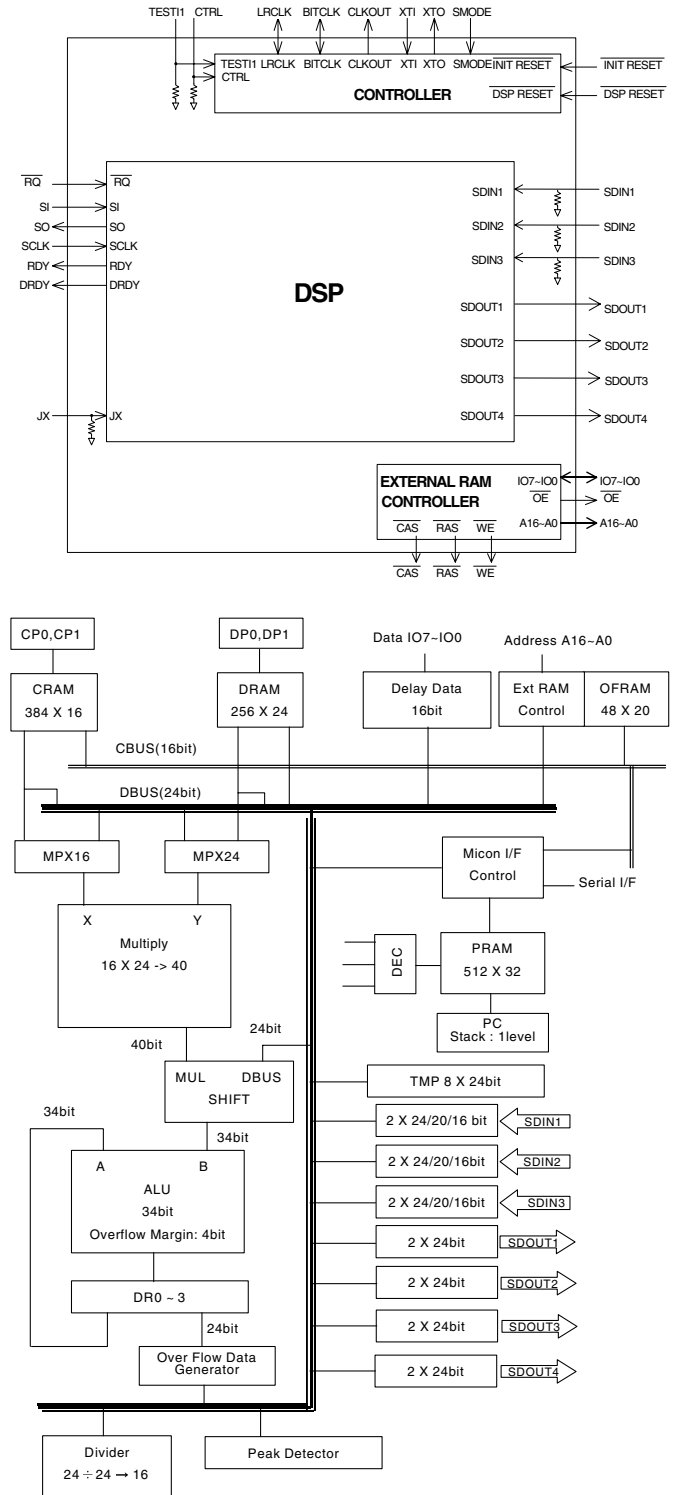 TESTI1 CTRL LRCLK BITCLK CLKOUT XTI XTO SMODE
TESTI1 LRCLK BITCLK CLKOUT XTI XTO SMODE INIT RESET INIT RESET
CTRL
CONTROLLER DSP RESET DSP RESET
RQ RQ
SI SI
SO SO
SCLK SCLK
RDY RDY
DRDY DRDY
JX JX
DSP
SDIN1 SDIN1
SDIN2 SDIN2
SDIN3 SDIN3
SDOUT1 SDOUT1
SDOUT2 SDOUT2
SDOUT3 SDOUT3
SDOUT4 SDOUT4
EXTERNAL RAM
CONTROLLER
IO7~IO0 IO7~IO0
OE OE
A16~A0 A16~A0
CAS RAS WE
CAS RAS WE
CP0,CP1 DP0,DP1 Data IO7~IO0 Address A16~A0
CRAM
384 X 16
DRAM
256 X 24
Delay Data
16bit
Ext RAM
Control
OFRAM
48 X 20
CBUS(16bit)
DBUS(24bit)
MPX16 MPX24
Micon I/F
Control
Serial I/F
X Y
Multiply
16 X 24 -> 40
DEC
PRAM
512 X 32
PC
Stack : 1level
40bit
24bit
MUL DBUS
SHIFT
TMP 8 X 24bit
34bit
34bit
2 X 24/20/16 bit SDIN1
2 X 24/20/16bit SDIN2
2 X 24/20/16bit SDIN3
A B
ALU
34bit
Overflow Margin: 4bit
2 X 24bit SDOUT1
2 X 24bit SDOUT2
2 X 24bit SDOUT3
2 X 24bit SDOUT4
DR0 ~ 3
24bit
Over Flow Data
Generator
Divider
24 ÷ 24 → 16
Peak Detector